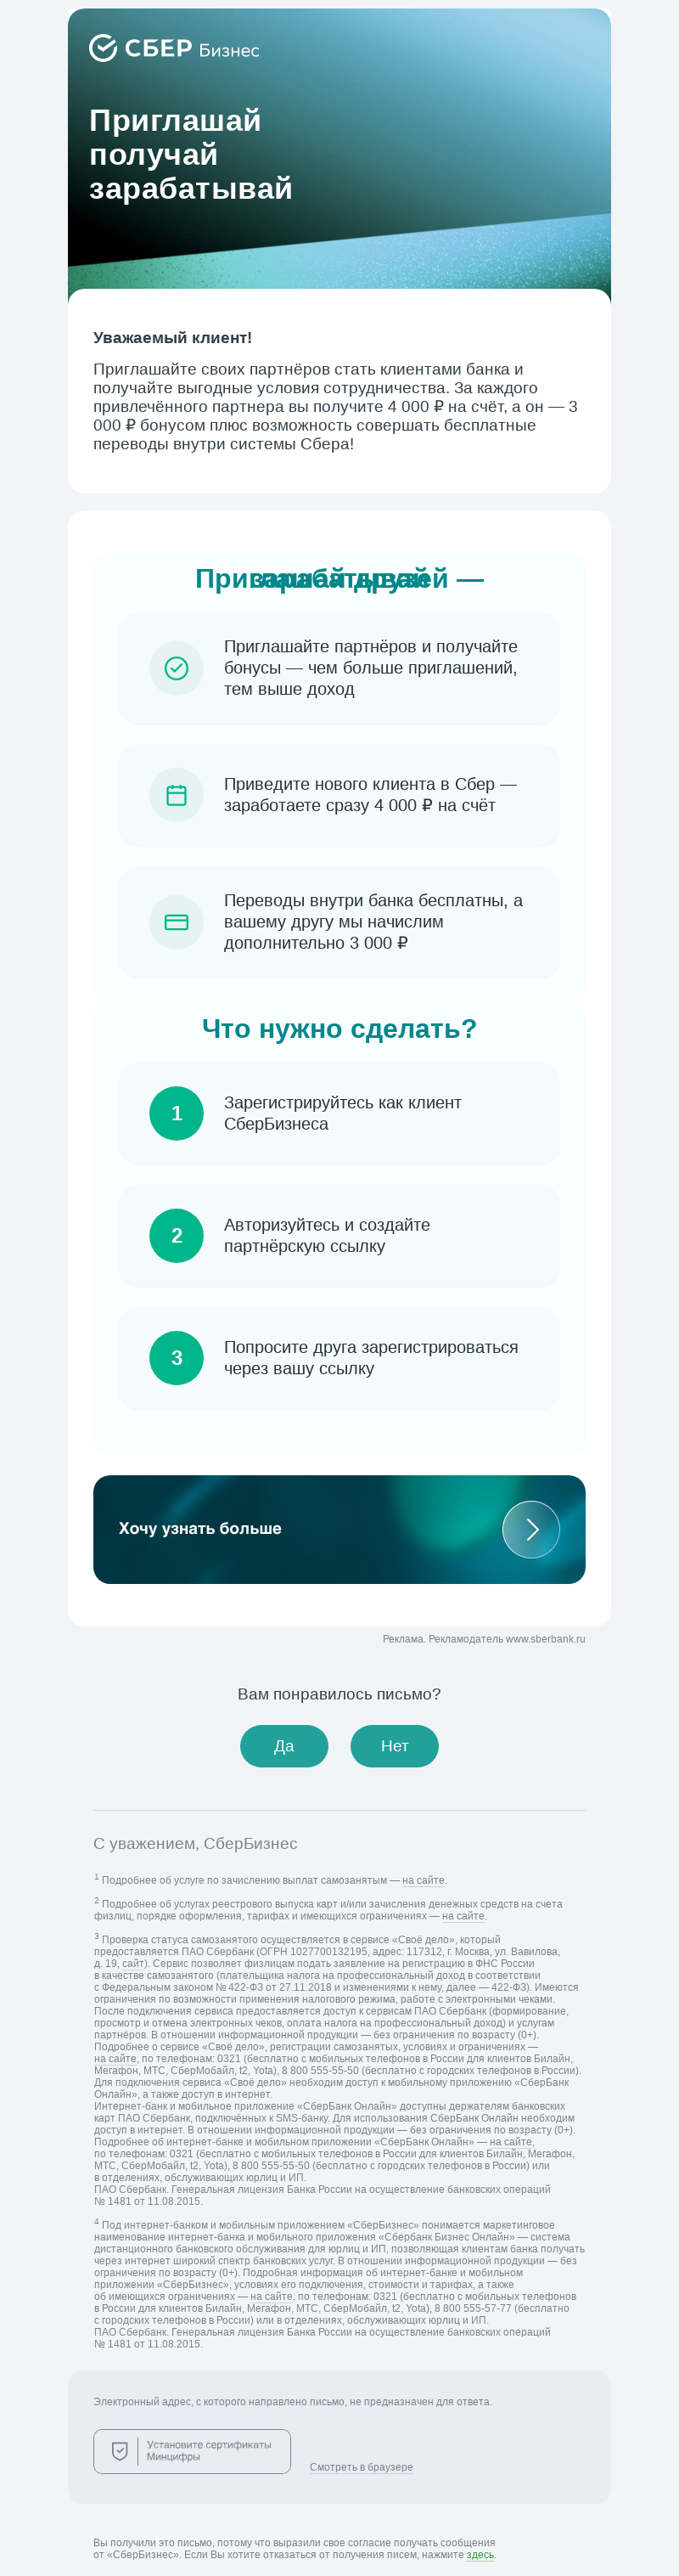 СБЕР Бизнес
Приглашай
получай
зарабатывай
Уважаемый клиент!
Приглашайте своих партнёров стать клиентами банка и
получайте выгодные условия сотрудничества. За каждого
привлечённого партнера вы получите 4 000 ₽ на счёт, а он — 3
000 ₽ бонусом плюс возможность совершать бесплатные
переводы внутри системы Сбера!
Приглашай друзей —
зарабатывай
Приглашайте партнёров и получайте
бонусы — чем больше приглашений,
тем выше доход
Приведите нового клиента в Сбер —
заработаете сразу 4 000 ₽ на счёт
Переводы внутри банка бесплатны, а
вашему другу мы начислим
дополнительно 3 000 ₽
Что нужно сделать?
1
Зарегистрируйтесь как клиент
СберБизнеса
2
Авторизуйтесь и создайте
партнёрскую ссылку
3
Попросите друга зарегистрироваться
через вашу ссылку
Хочу узнать больше
Реклама. Рекламодатель www.sberbank.ru
Вам понравилось письмо?
Да
Нет
С уважением, СберБизнес
1 Подробнее об услуге по зачислению выплат самозанятым — на сайте.
2 Подробнее об услугах реестрового выпуска карт и/или зачисления денежных средств на счета
физлиц, порядке оформления, тарифах и имеющихся ограничениях — на сайте.
3 Проверка статуса самозанятого осуществляется в сервисе «Своё дело», который
предоставляется ПАО Сбербанк (ОГРН 1027700132195, адрес: 117312, г. Москва, ул. Вавилова,
д. 19, сайт). Сервис позволяет физлицам подать заявление на регистрацию в ФНС России
в качестве самозанятого (плательщика налога на профессиональный доход в соответствии
с Федеральным законом № 422-ФЗ от 27.11.2018 и изменениями к нему, далее — 422-ФЗ). Имеются
ограничения по возможности применения налогового режима, работе с электронными чеками.
После подключения сервиса предоставляется доступ к сервисам ПАО Сбербанк (формирование,
просмотр и отмена электронных чеков, оплата налога на профессиональный доход) и услугам
партнёров. В отношении информационной продукции — без ограничения по возрасту (0+).
Подробнее о сервисе «Своё дело», регистрации самозанятых, условиях и ограничениях —
на сайте, по телефонам: 0321 (бесплатно с мобильных телефонов в России для клиентов Билайн,
Мегафон, МТС, СберМобайл, t2, Yota), 8 800 555-55-50 (бесплатно с городских телефонов в России).
Для подключения сервиса «Своё дело» необходим доступ к мобильному приложению «СберБанк
Онлайн», а также доступ в интернет.
Интернет-банк и мобильное приложение «СберБанк Онлайн» доступны держателям банковских
карт ПАО Сбербанк, подключённых к SMS-банку. Для использования СберБанк Онлайн необходим
доступ в интернет. В отношении информационной продукции — без ограничения по возрасту (0+).
Подробнее об интернет-банке и мобильном приложении «СберБанк Онлайн» — на сайте,
по телефонам: 0321 (бесплатно с мобильных телефонов в России для клиентов Билайн, Мегафон,
МТС, СберМобайл, t2, Yota), 8 800 555-55-50 (бесплатно с городских телефонов в России) или
в отделениях, обслуживающих юрлиц и ИП.
ПАО Сбербанк. Генеральная лицензия Банка России на осуществление банковских операций
№ 1481 от 11.08.2015.
4 Под интернет-банком и мобильным приложением «СберБизнес» понимается маркетинговое
наименование интернет-банка и мобильного приложения «Сбербанк Бизнес Онлайн» — система
дистанционного банковского обслуживания для юрлиц и ИП, позволяющая клиентам банка получать
через интернет широкий спектр банковских услуг. В отношении информационной продукции — без
ограничения по возрасту (0+). Подробная информация об интернет-банке и мобильном
приложении «СберБизнес», условиях его подключения, стоимости и тарифах, а также
об имеющихся ограничениях — на сайте, по телефонам: 0321 (бесплатно с мобильных телефонов
в России для клиентов Билайн, Мегафон, МТС, СберМобайл, t2, Yota), 8 800 555-57-77 (бесплатно
с городских телефонов в России) или в отделениях, обслуживающих юрлиц и ИП.
ПАО Сбербанк. Генеральная лицензия Банка России на осуществление банковских операций
№ 1481 от 11.08.2015.
Электронный адрес, с которого направлено письмо, не предназначен для ответа.
Установите сертификаты
Минцифры
Смотреть в браузере
Вы получили это письмо, потому что выразили свое согласие получать сообщения
от «СберБизнес». Если Вы хотите отказаться от получения писем, нажмите здесь.